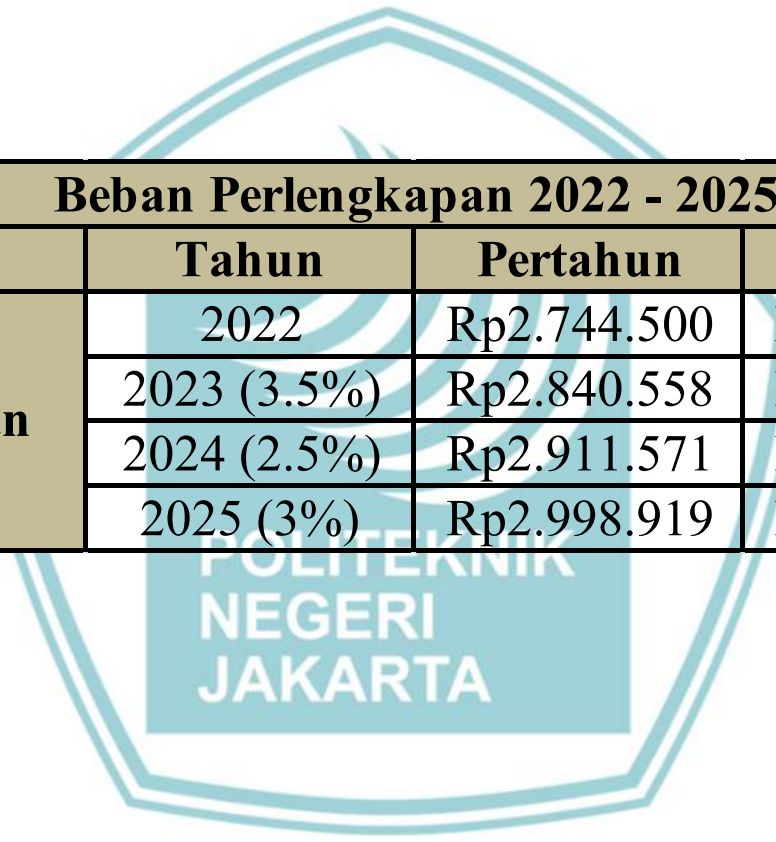 Beban Perlengkapan 2022 - 2025
Tahun Pertahun
2022 Rp2.744.500
2023 (3.5%) Rp2.840.558
2024 (2.5%) Rp2.911.571
2025 (3%) Rp2.998.919
POLITEKNIK
NEGERI
JAKARTA